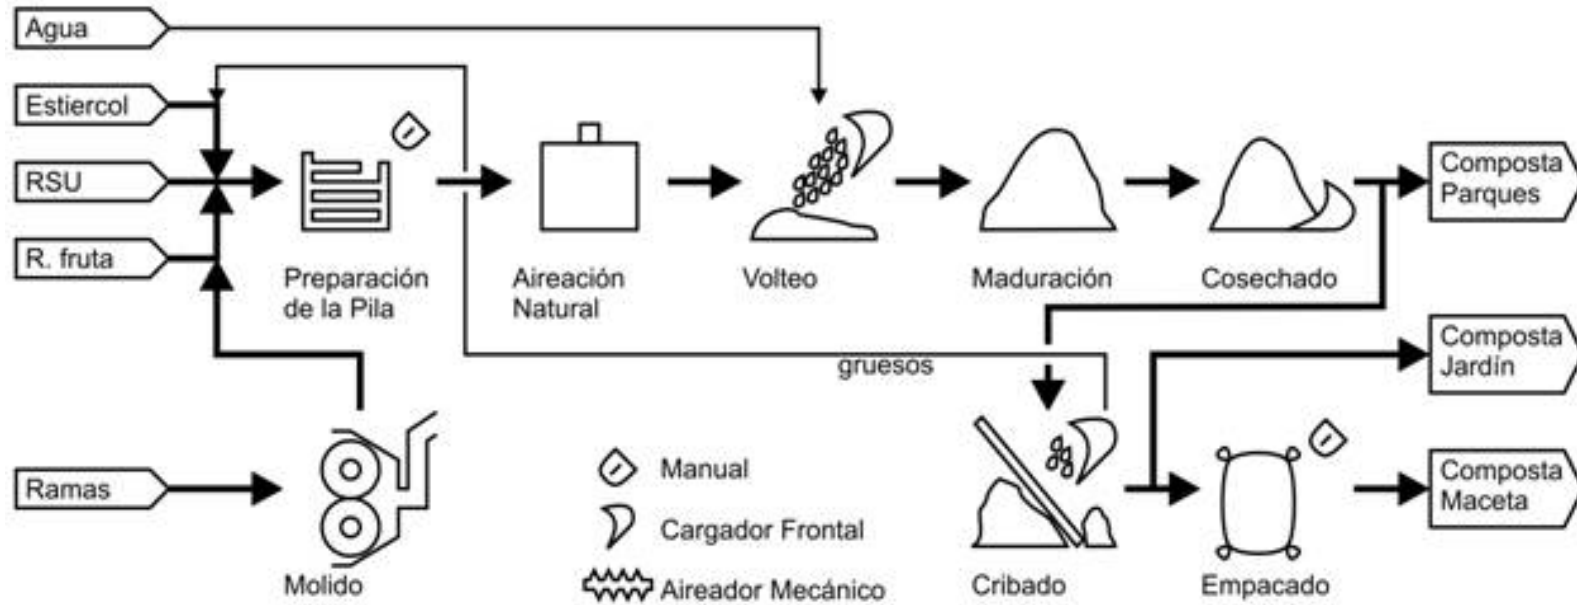 Agua
Estiercol
RSU
R. fruta
Ramas
Preparación
de la Pila
Aireación
Natural
Volteo
Maduración
Cosechado
Composta
Parques
gruesos
Composta
Jardín
Composta
Maceta
Molido
Manual
Cargador Frontal
Aireador Mecánico
Cribado
Empacado